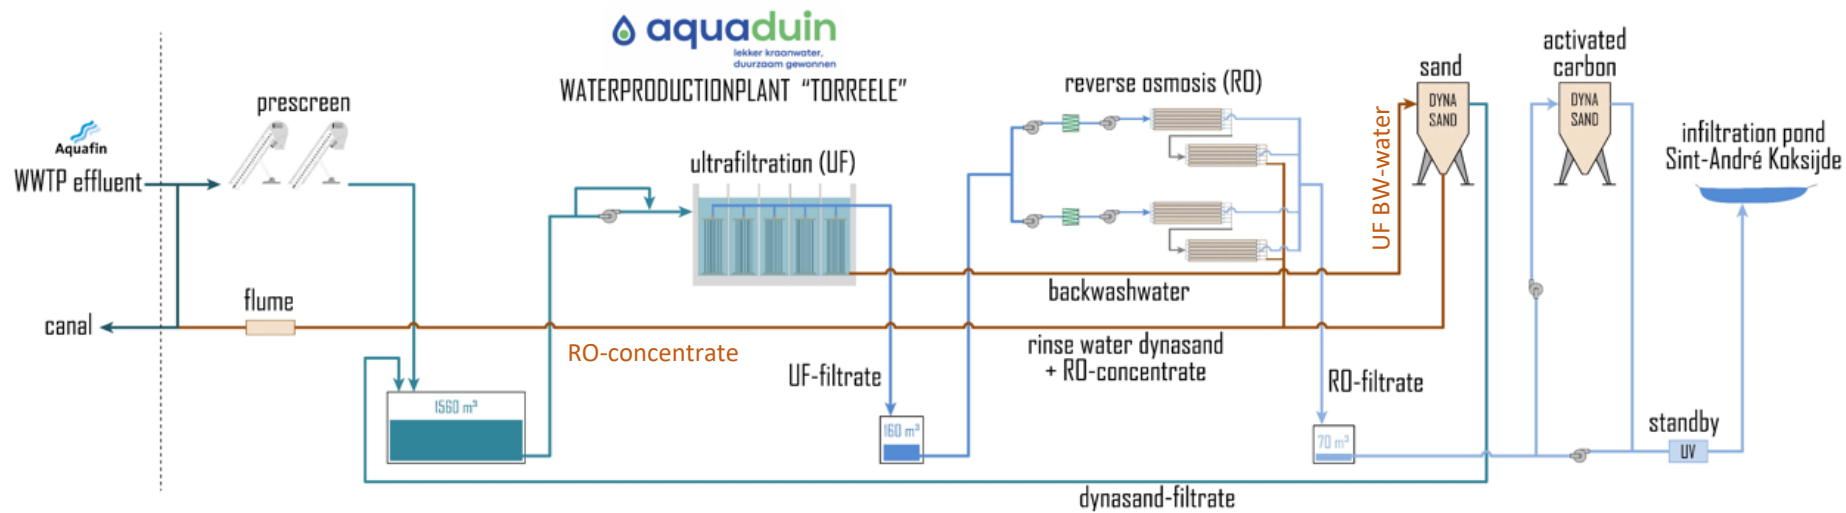 aquaduin
lekker kraanwater,
duurzaam gewonnen
WATERPRODUCTIONPLANT "TORREELE"
Aquafin
WWTP effluent
prescreen
ultrafiltration (UF)
reverse osmosis (RO)
UF BW-water
sand
DYNA
SAND
activated
carbon
DYNA
SAND
infiltration pond
Sint-André Koksijde
canal
flume
RO-concentrate
backwashwater
rinse water dynasand
+ RO-concentrate
1560 m³
UF-filtrate
160 m³
RO-filtrate
70 m³
standby
UV
dynasand-filtrate